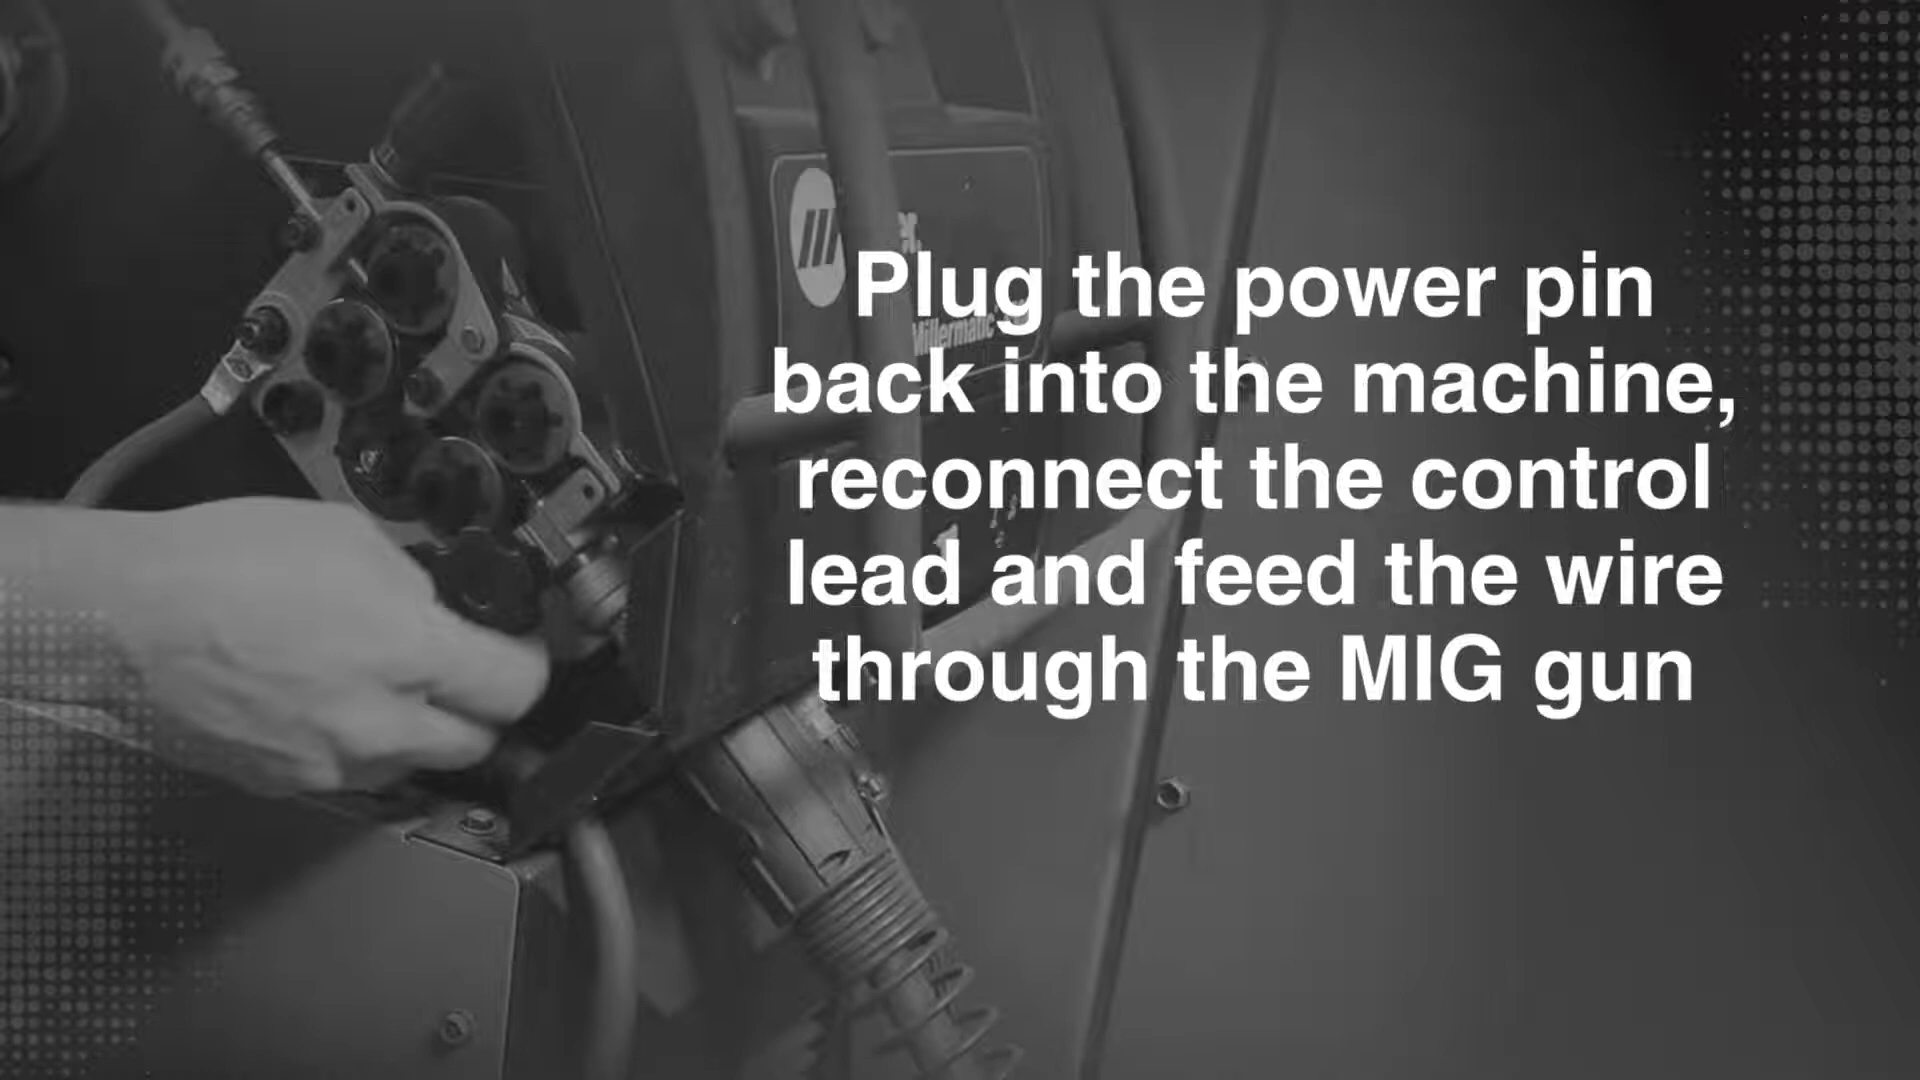 Plug the power pin
back into the machine,
reconnect the control
lead and feed the wire
through the MIG gun
Millermatic